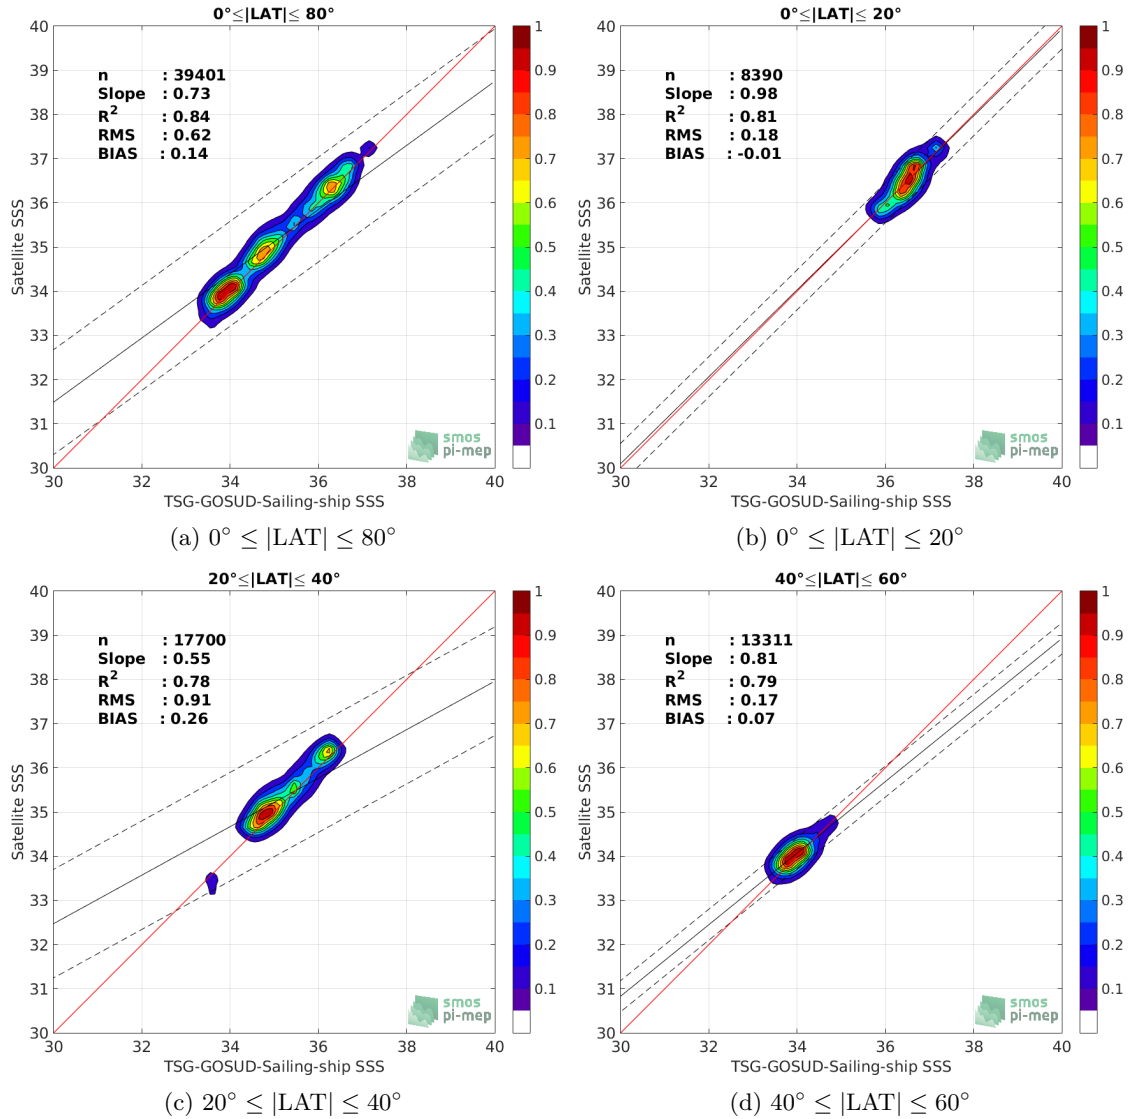 0°≤|LAT|≤ 80°
40
39
38
37
36
35
34
33
32
31
30
30
32
34
36
38
40
Satellite SSS
TSG-GOSUD-Sailing-ship SSS
n : 39401
Slope : 0.73
R² : 0.84
RMS : 0.62
BIAS : 0.14
smos
pi-mep
1
0.9
0.8
0.7
0.6
0.5
0.4
0.3
0.2
0.1
(a) 0° ≤ |LAT| ≤ 80°
0°≤|LAT|≤ 20°
40
39
38
37
36
35
34
33
32
31
30
30
32
34
36
38
40
Satellite SSS
TSG-GOSUD-Sailing-ship SSS
n : 8390
Slope : 0.98
R² : 0.81
RMS : 0.18
BIAS : -0.01
smos
pi-mep
1
0.9
0.8
0.7
0.6
0.5
0.4
0.3
0.2
0.1
(b) 0° ≤ |LAT| ≤ 20°
20°≤|LAT|≤ 40°
40
39
38
37
36
35
34
33
32
31
30
30
32
34
36
38
40
Satellite SSS
TSG-GOSUD-Sailing-ship SSS
n : 17700
Slope : 0.55
R² : 0.78
RMS : 0.91
BIAS : 0.26
smos
pi-mep
1
0.9
0.8
0.7
0.6
0.5
0.4
0.3
0.2
0.1
(c) 20° ≤ |LAT| ≤ 40°
40°≤|LAT|≤ 60°
40
39
38
37
36
35
34
33
32
31
30
30
32
34
36
38
40
Satellite SSS
TSG-GOSUD-Sailing-ship SSS
n : 13311
Slope : 0.81
R² : 0.79
RMS : 0.17
BIAS : 0.07
smos
pi-mep
1
0.9
0.8
0.7
0.6
0.5
0.4
0.3
0.2
0.1
(d) 40° ≤ |LAT| ≤ 60°